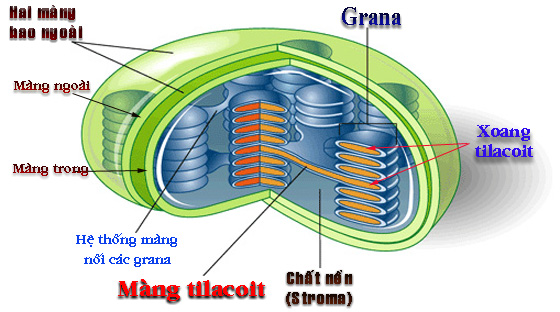 Hai màng
bao ngoài
Màng ngoài
Màng trong
Hệ thống màng
nối các grana
Màng tilacoit
Chất nền
(Stroma)
Grana
Xoang
tilacoit